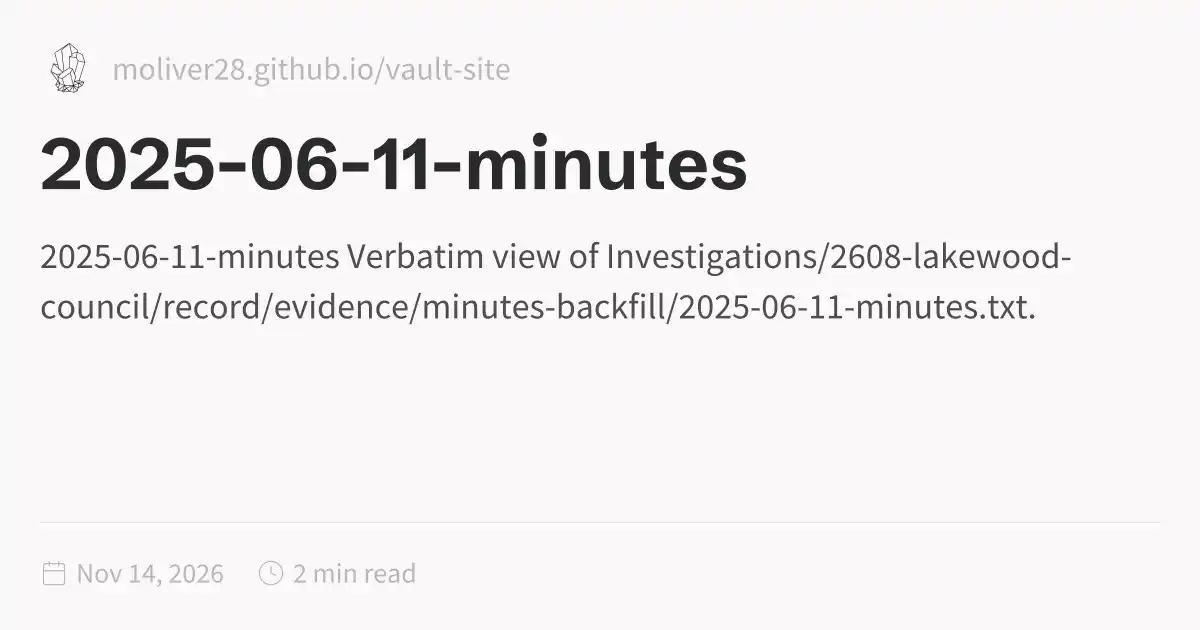 moliver28.github.io/vault-site
2025-06-11-minutes
2025-06-11-minutes Verbatim view of Investigations/2608-lakewood-
council/record/evidence/minutes-backfill/2025-06-11-minutes.txt.
Nov 14, 2026 2 min read